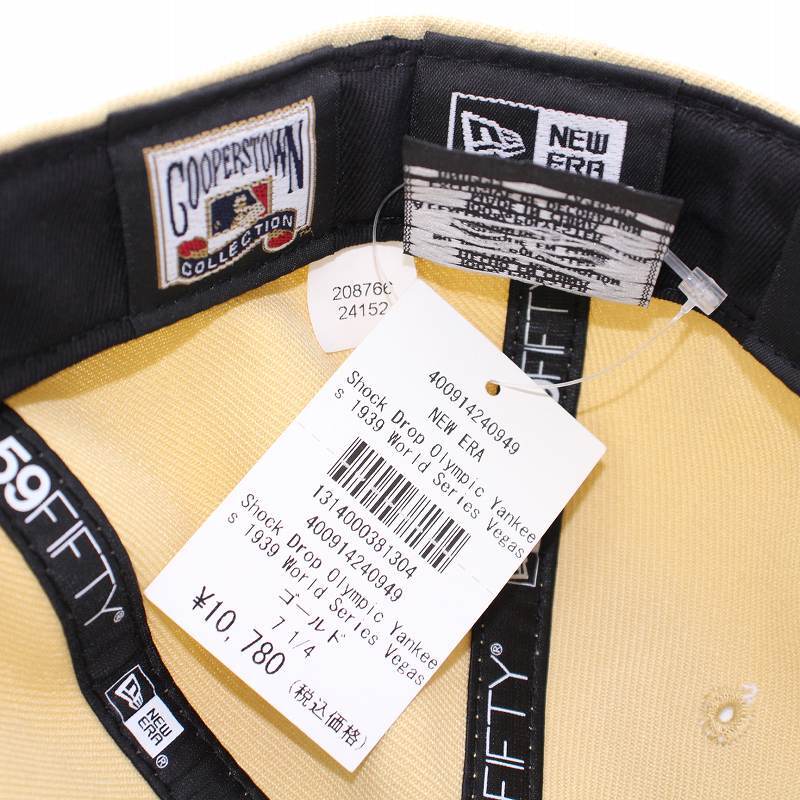 COOPERSTOWN
COLLECTION
NEW ERA
208766
24152
400914240949
NEW ERA
Shock Drop Olympic Yankee
s 1939 World Series Vegas
1314000381304
400914240949
Shock Drop Olympic Yankee
s 1939 World Series Vegas
ゴールド
7 1/4
¥10,780
(税込価格)
59FIFTY®
NEW ERA®
9FIFTY
FIFTY®